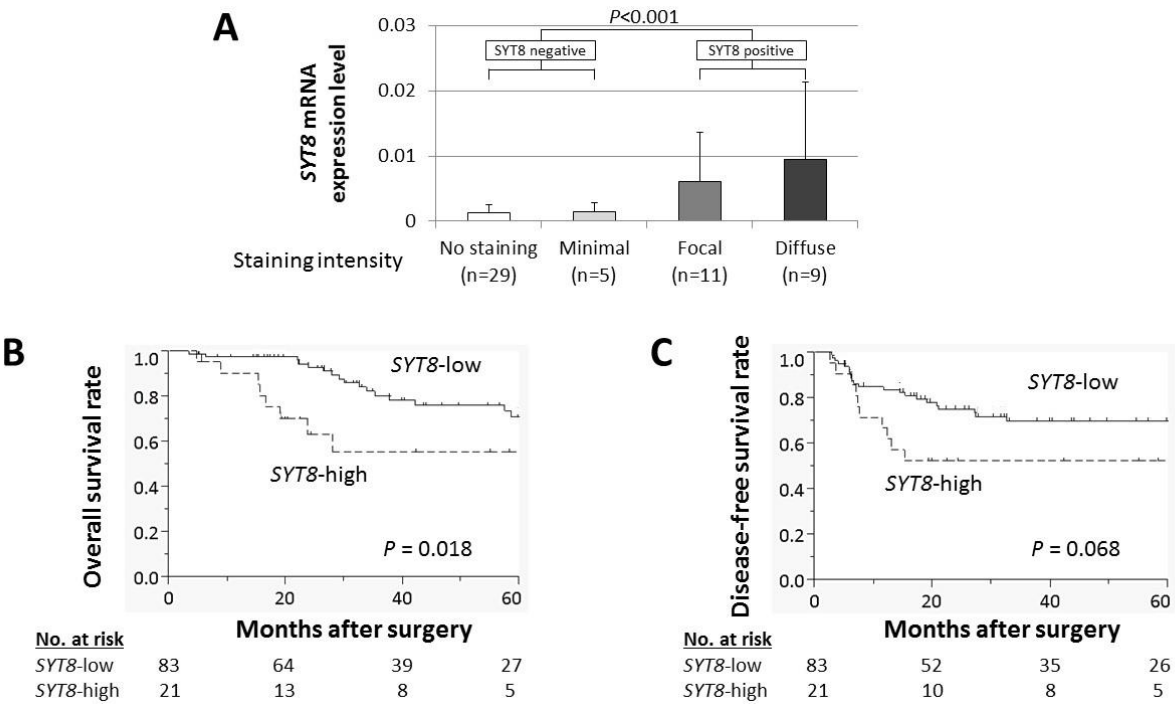 A
P<0.001
0.03
SYT8 negative
SYT8 positive
0.02
0.01
0
SYT8 mRNA
expression level
Staining intensity
No staining Minimal Focal Diffuse
(n=29) (n=5) (n=11) (n=9)
B
Overall survival rate
1.0
0.8
0.6
0.4
0.2
0.0
SYT8-low
SYT8-high
P = 0.018
0 20 40 60
Months after surgery
No. at risk
SYT8-low 83 64 39 27
SYT8-high 21 13 8 5
C
Disease-free survival rate
1.0
0.8
0.6
0.4
0.2
0.0
SYT8-low
SYT8-high
P = 0.068
0 20 40 60
Months after surgery
No. at risk
SYT8-low 83 52 35 26
SYT8-high 21 10 8 5